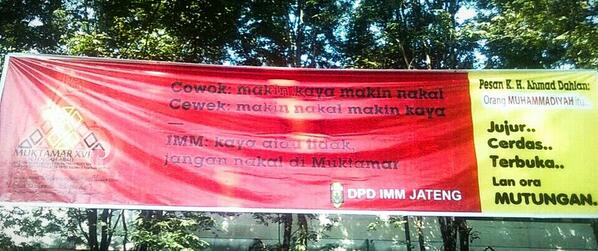 MUKTAMAR XVI
Cowok: makin kaya makin nakal
Cewek: makin nakal makin kaya
—
IMM: kaya atau tidak,
jangan nakal di Muktamar
DPD IMM JATENG
Pesan K. H. Ahmad Dahlan:
Orang MUHAMMADIYAH itu..
Jujur..
Cerdas..
Terbuka..
Lan ora
MUTUNGAN.